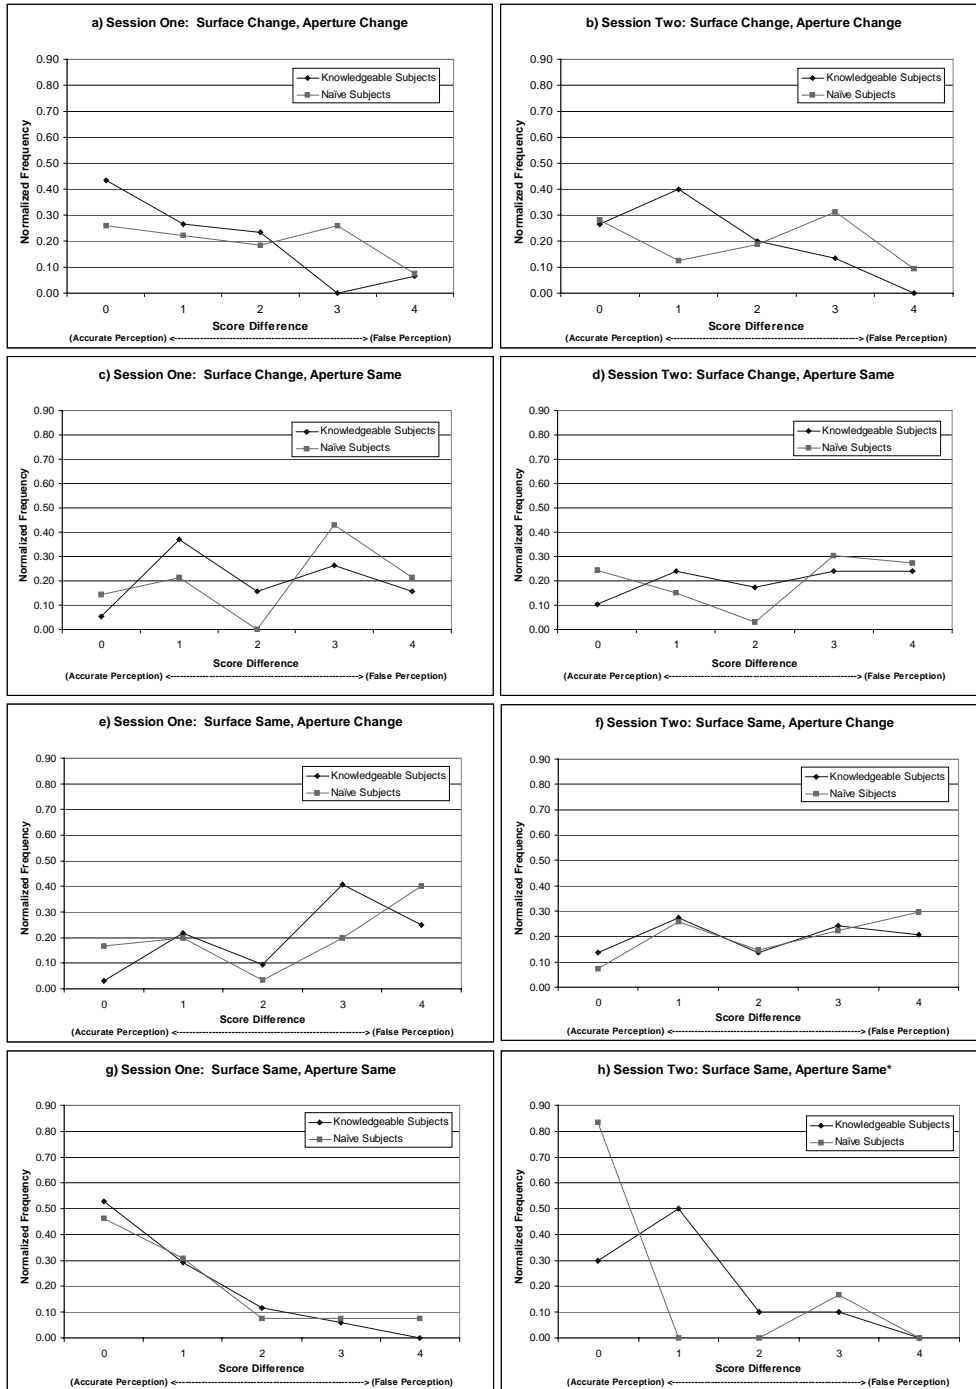 a) Session One:  Surface Change, Aperture Change
Normalized Frequency
0.90
0.80
0.70
0.60
0.50
0.40
0.30
0.20
0.10
0.00
Knowledgeable Subjects
Naïve Subjects
0 1 2 3 4
Score Difference
(Accurate Perception) <------------------------------------------------------> (False Perception)
b) Session Two: Surface Change, Aperture Change
Normalized Frequency
0.90
0.80
0.70
0.60
0.50
0.40
0.30
0.20
0.10
0.00
Knowledgeable Subjects
Naïve Subjects
0 1 2 3 4
Score Difference
(Accurate Perception) <------------------------------------------------------> (False Perception)
c) Session One:  Surface Change, Aperture Same
Normalized Frequency
0.90
0.80
0.70
0.60
0.50
0.40
0.30
0.20
0.10
0.00
Knowledgeable Subjects
Naïve Subjects
0 1 2 3 4
Score Difference
(Accurate Perception) <------------------------------------------------------> (False Perception)
d) Session Two: Surface Change, Aperture Same
Normalized Frequency
0.90
0.80
0.70
0.60
0.50
0.40
0.30
0.20
0.10
0.00
Knowledgeable Subjects
Naïve Subjects
0 1 2 3 4
Score Difference
(Accurate Perception) <------------------------------------------------------> (False Perception)
e) Session One:  Surface Same, Aperture Change
Normalized Frequency
0.90
0.80
0.70
0.60
0.50
0.40
0.30
0.20
0.10
0.00
Knowledgeable Subjects
Naïve Subjects
0 1 2 3 4
Score Difference
(Accurate Perception) <------------------------------------------------------> (False Perception)
f) Session Two: Surface Same, Aperture Change
Normalized Frequency
0.90
0.80
0.70
0.60
0.50
0.40
0.30
0.20
0.10
0.00
Knowledgeable Subjects
Naïve Sibjects
0 1 2 3 4
Score Difference
(Accurate Perception) <------------------------------------------------------> (False Perception)
g) Session One:  Surface Same, Aperture Same
Normalized Frequency
0.90
0.80
0.70
0.60
0.50
0.40
0.30
0.20
0.10
0.00
Knowledgeable Subjects
Naïve Subjects
0 1 2 3 4
Score Difference
(Accurate Perception) <------------------------------------------------------> (False Perception)
h) Session Two: Surface Same, Aperture Same*
Normalized Frequency
0.90
0.80
0.70
0.60
0.50
0.40
0.30
0.20
0.10
0.00
Knowledgeable Subjects
Naïve Subjects
0 1 2 3 4
Score Difference
(Accurate Perception) <------------------------------------------------------> (False Perception)